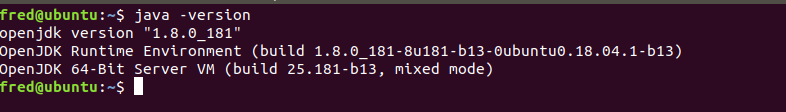 fred@ubuntu:~$ java -version
openjdk version "1.8.0_181"
OpenJDK Runtime Environment (build 1.8.0_181-8u181-b13-0ubuntu0.18.04.1-b13)
OpenJDK 64-Bit Server VM (build 25.181-b13, mixed mode)
fred@ubuntu:~$